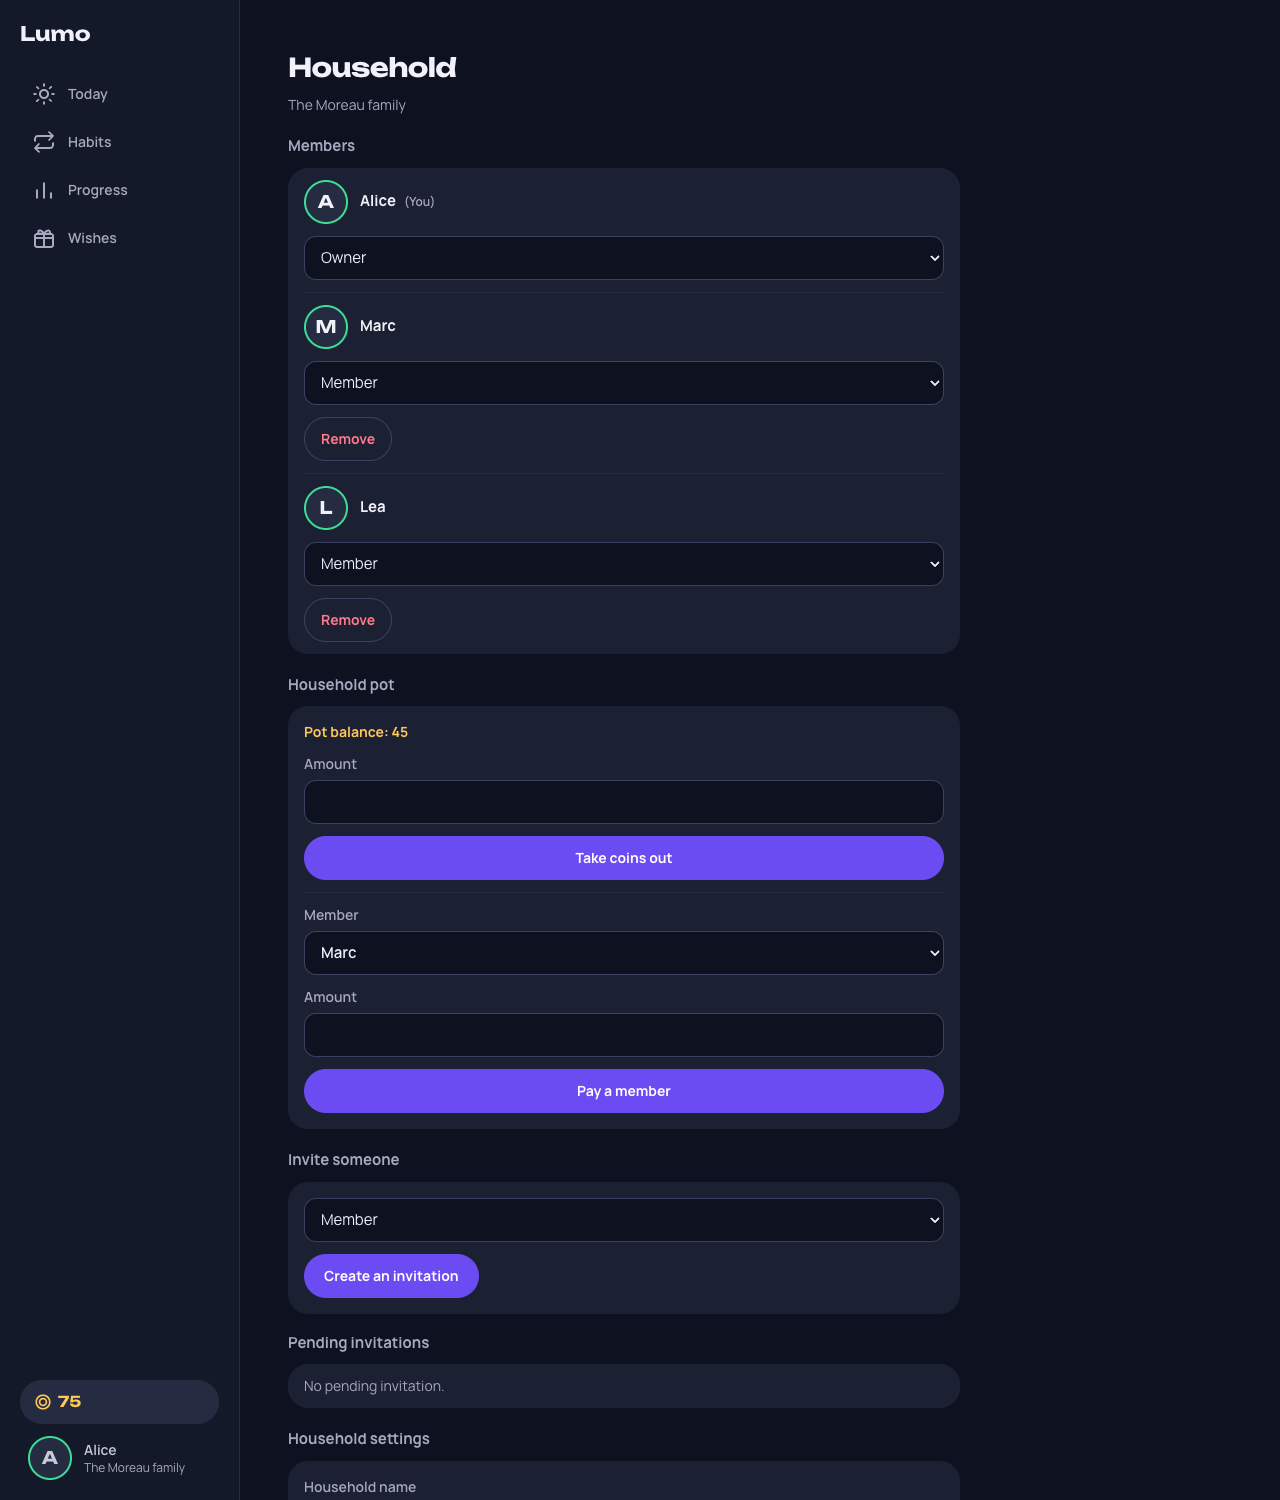 Lumo
Today
Habits
Progress
Wishes
75
A
Alice
The Moreau family
Household
The Moreau family
Members
A
Alice (You)
Owner
M
Marc
Member
Remove
L
Lea
Member
Remove
Household pot
Pot balance: 45
Amount
Take coins out
Member
Marc
Amount
Pay a member
Invite someone
Member
Create an invitation
Pending invitations
No pending invitation.
Household settings
Household name